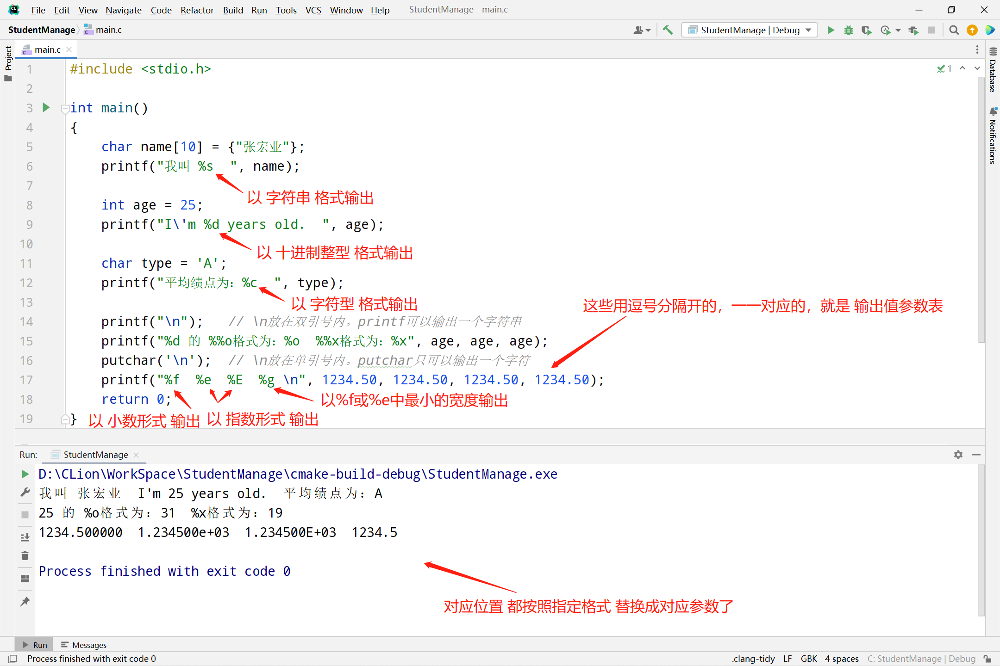 File Edit View Navigate Code Refactor Build Run Tools VCS Window Help StudentManage - main.c
StudentManage main.c StudentManage | Debug
main.c
Project
Database
Notifications
1 #include <stdio.h>
1
2
3 int main()
4 {
5 char name[10] = {"张宏业"};
6 printf("我叫 %s  ", name);
7
以 字符串 格式输出
8 int age = 25;
9 printf("I\'m %d years old.  ", age);
10
以 十进制整型 格式输出
11 char type = 'A';
12 printf("平均绩点为：%c  ", type);
13
以 字符型 格式输出
这些用逗号分隔开的，一一对应的，就是 输出值参数表
14 printf("\n");   // \n放在双引号内。printf可以输出一个字符串
15 printf("%d 的 %%o格式为：%o  %%x格式为：%x", age, age, age);
16 putchar('\n');  // \n放在单引号内。putchar只可以输出一个字符
17 printf("%f  %e  %E  %g \n", 1234.50, 1234.50, 1234.50, 1234.50);
18 return 0;
以%f或%e中最小的宽度输出
19 }
以 小数形式 输出
以 指数形式 输出
Run: StudentManage
D:\CLion\WorkSpace\StudentManage\cmake-build-debug\StudentManage.exe
我叫 张宏业  I'm 25 years old.  平均绩点为：A
25 的 %o格式为：31  %x格式为：19
1234.500000  1.234500e+03  1.234500E+03  1234.5
Process finished with exit code 0
对应位置 都按照指定格式 替换成对应参数了
Run Messages
Process finished with exit code 0 .clang-tidy LF GBK 4 spaces C: StudentManage | Debug